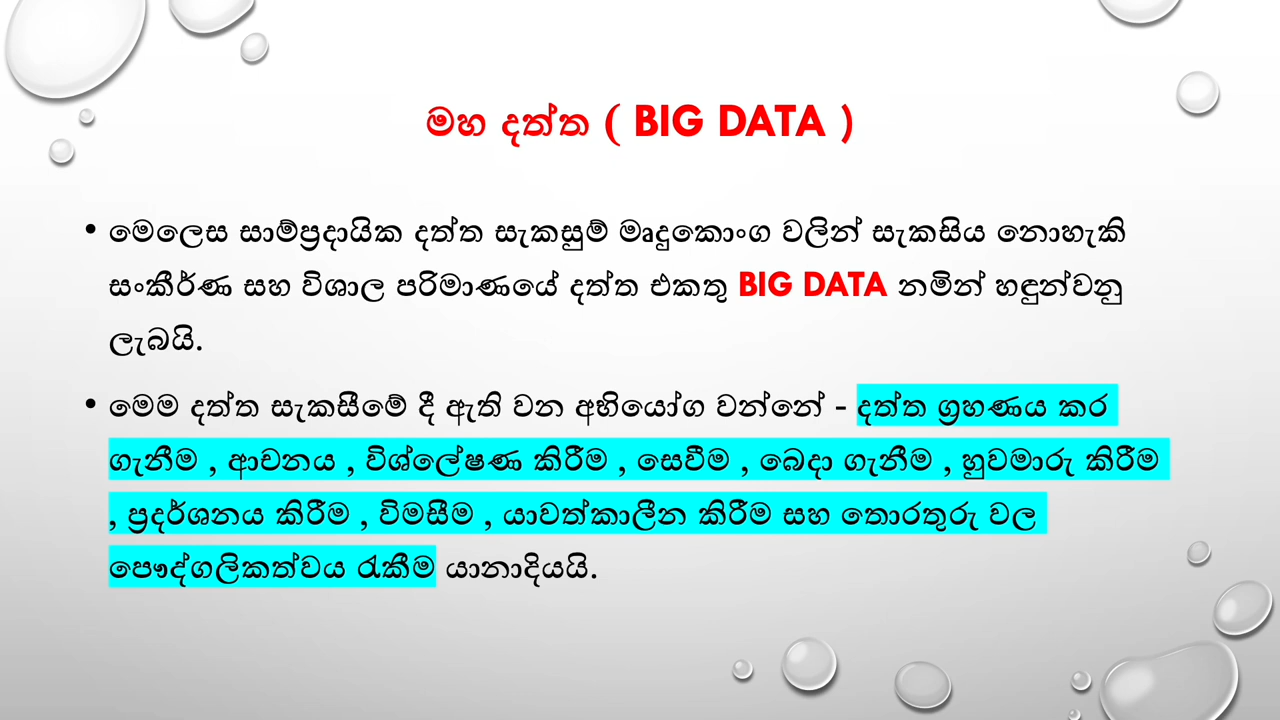 මහ දත්ත ( BIG DATA )
• මෙලෙස සාම්ප්‍රදායික දත්ත සැකසුම් මෘදුකොංග වලින් සැකසිය නොහැකි
සංකීර්ණ සහ විශාල පරිමාණයේ දත්ත එකතු BIG DATA නමින් හඳුන්වනු
ලැබයි.
• මෙම දත්ත සැකසීමේ දී ඇති වන අභියෝග වන්නේ - දත්ත ග්‍රහණය කර
ගැනීම , ආචනය , විශ්ලේෂණ කිරීම , සෙවීම , බෙදා ගැනීම , හුවමාරු කිරීම
, ප්‍රදර්ශනය කිරීම , විමසීම , යාවත්කාලීන කිරීම සහ තොරතුරු වල
පෞද්ගලිකත්වය රැකීම යානාදියයි.